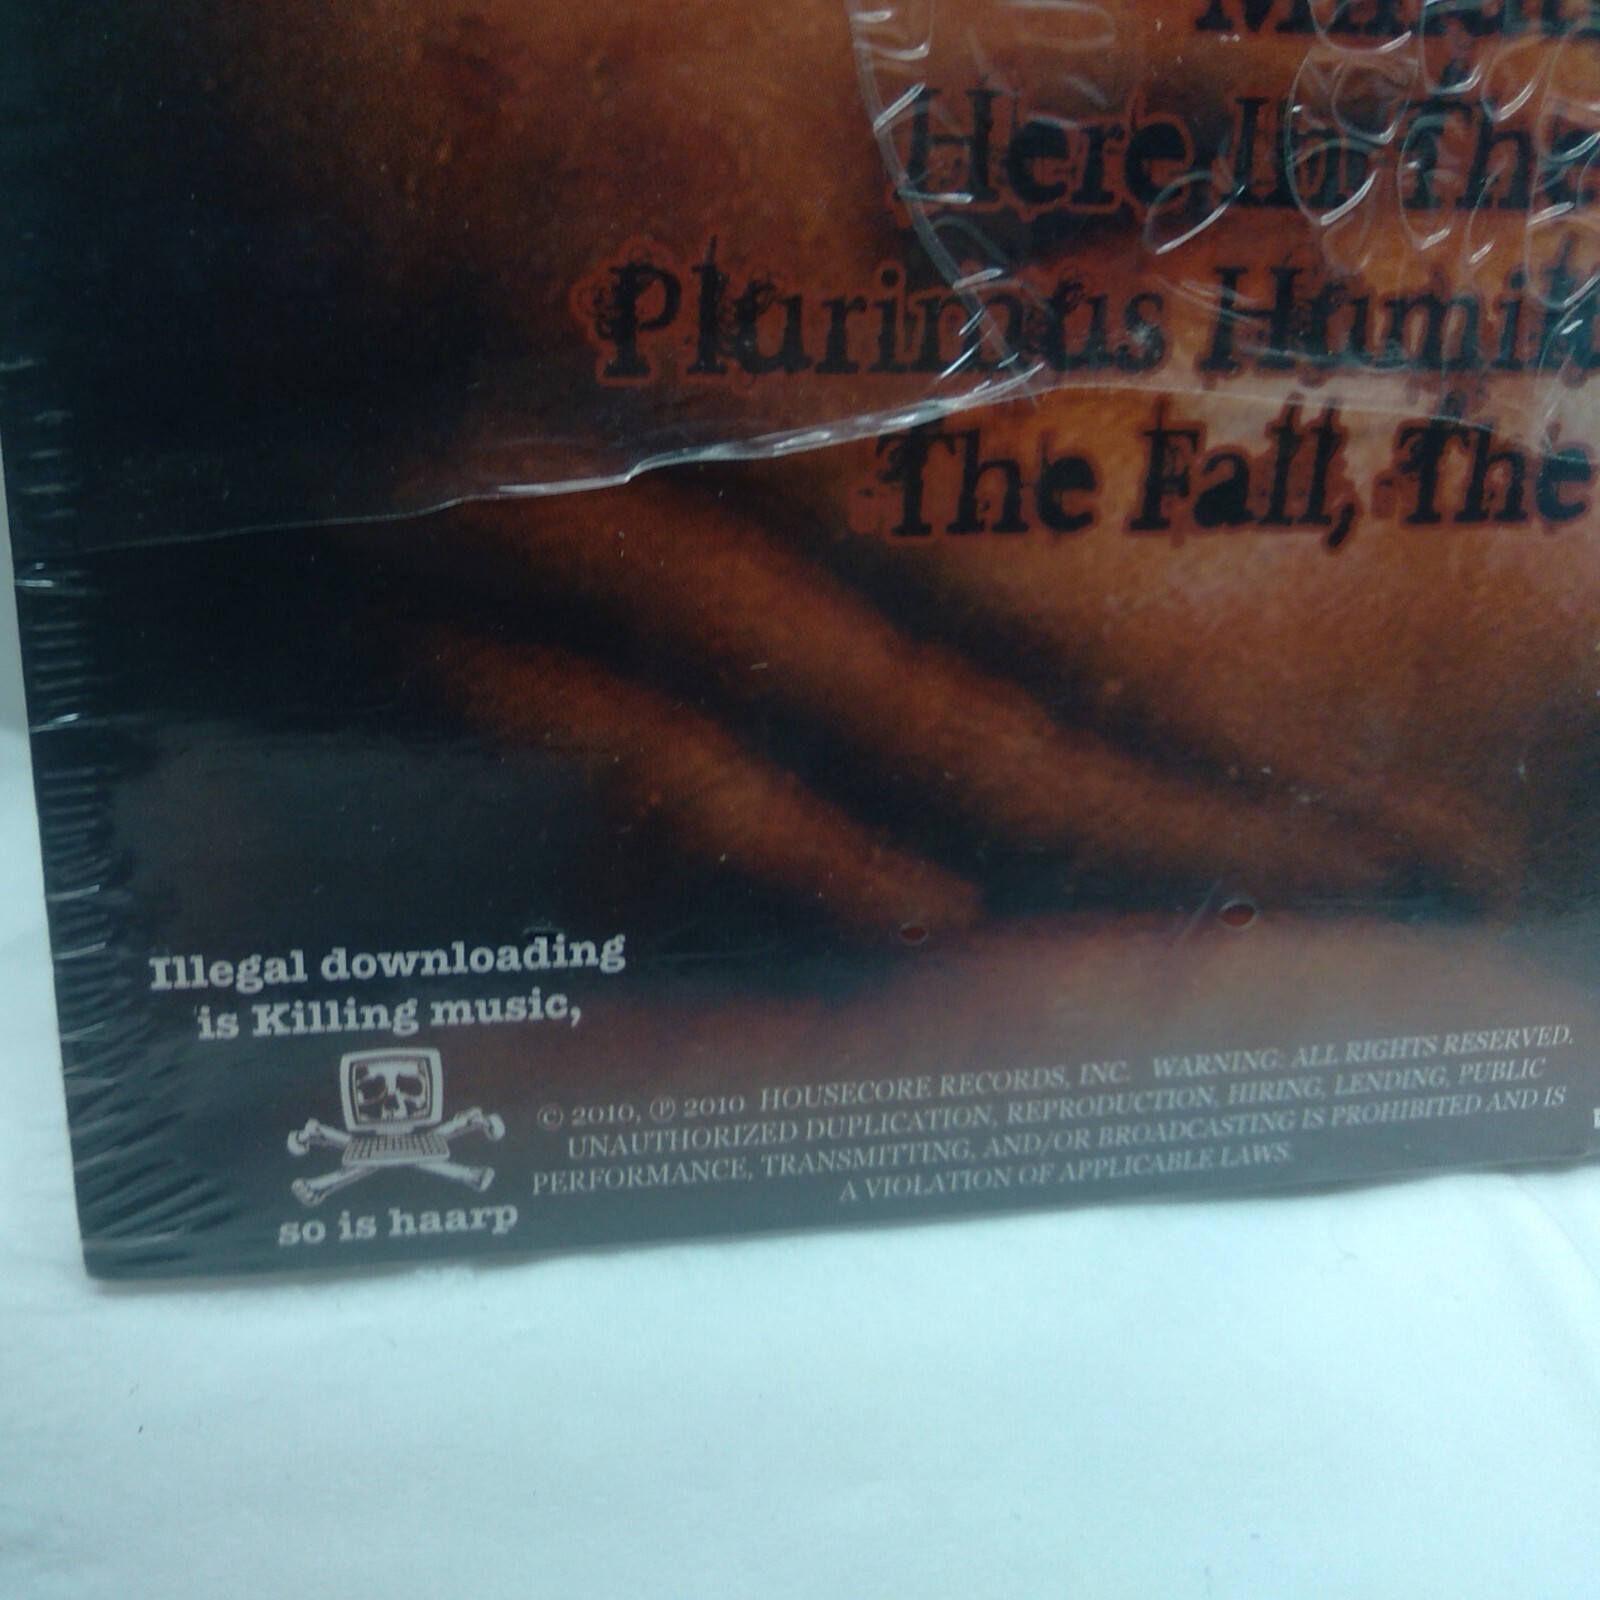 Here In The
Plurimus Humil
The Fall, The
Illegal downloading
is Killing music,
so is haarp
© 2010, ℗ 2010 HOUSECORE RECORDS, INC. WARNING: ALL RIGHTS RESERVED.
UNAUTHORIZED DUPLICATION, REPRODUCTION, HIRING, LENDING, PUBLIC
PERFORMANCE, TRANSMITTING, AND/OR BROADCASTING IS PROHIBITED AND IS
A VIOLATION OF APPLICABLE LAWS.